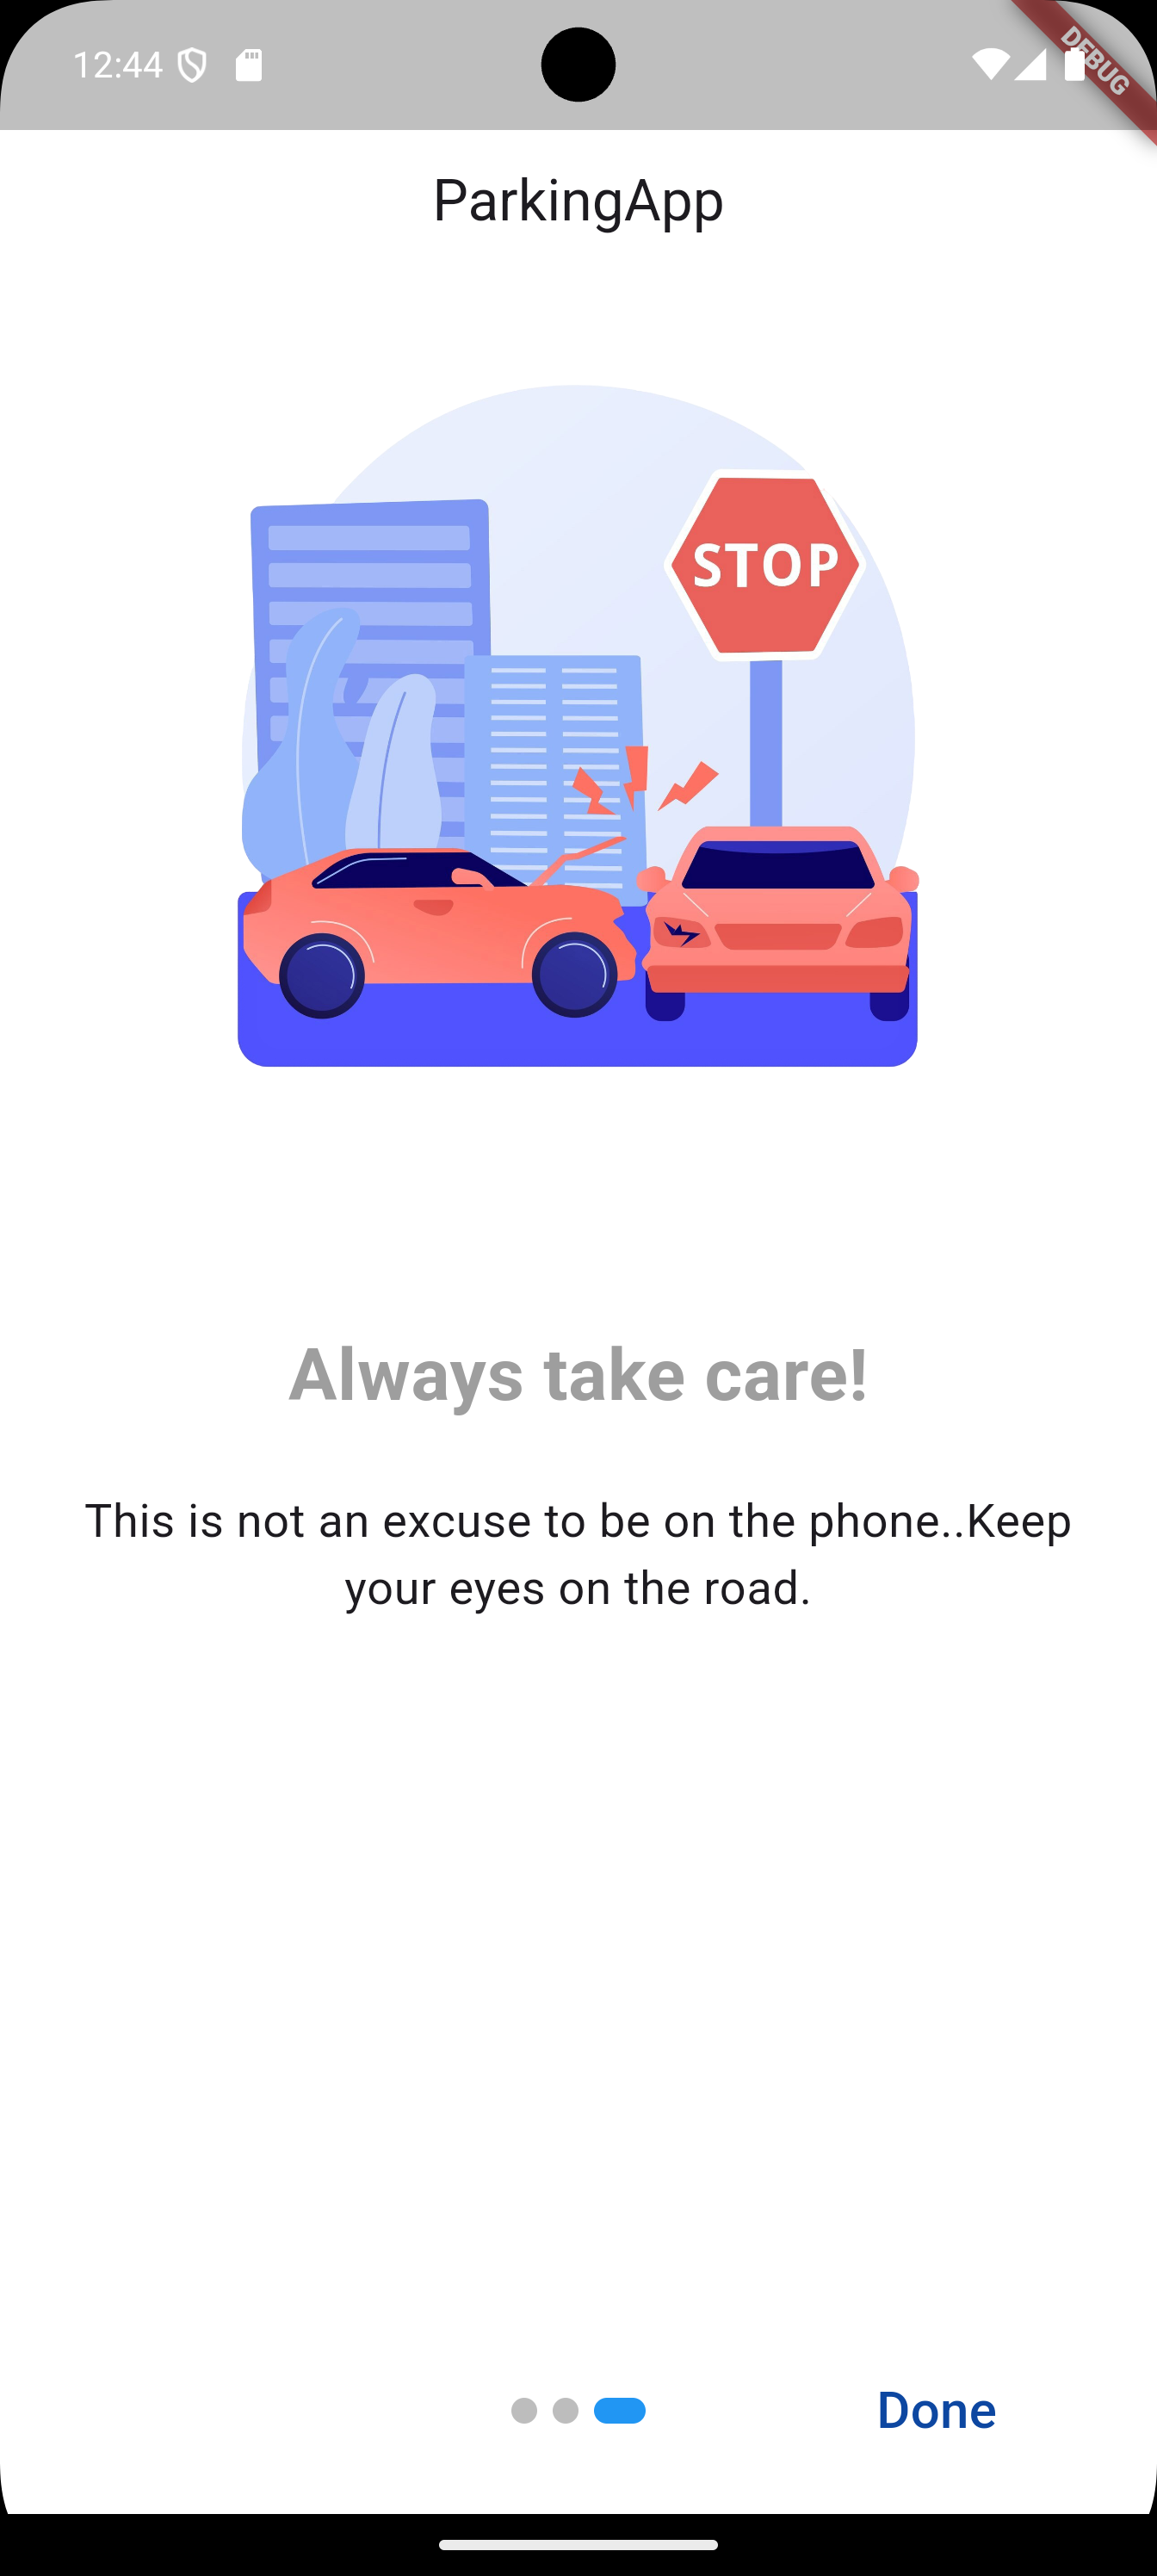 12:44
DEBUG
ParkingApp
STOP
Always take care!
This is not an excuse to be on the phone..Keep
your eyes on the road.
Done